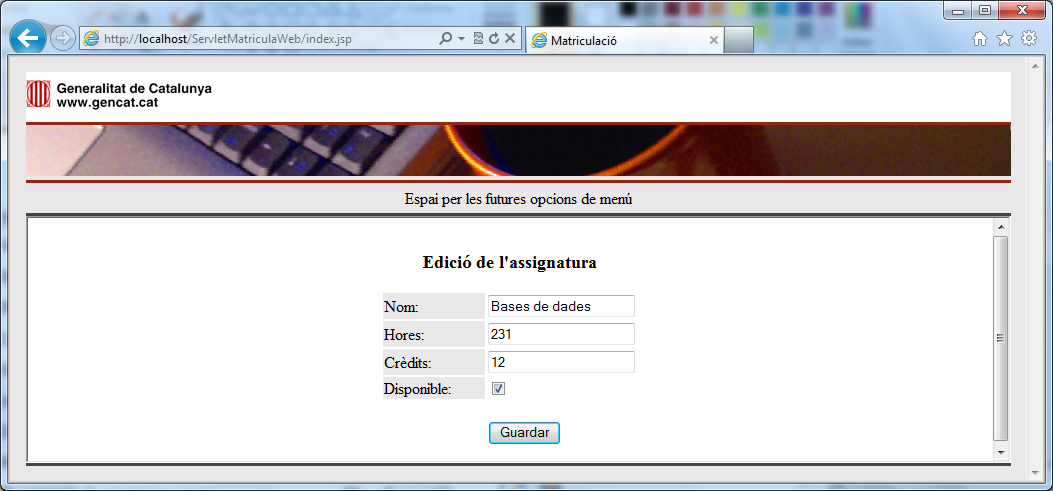 http://localhost/ServletMatriculaWeb/index.jsp
Matriculació
Generalitat de Catalunya
www.gencat.cat
Espai per les futures opcions de menú
Edició de l'assignatura
Nom: Bases de dades
Hores: 231
Crèdits: 12
Disponible:
Guardar